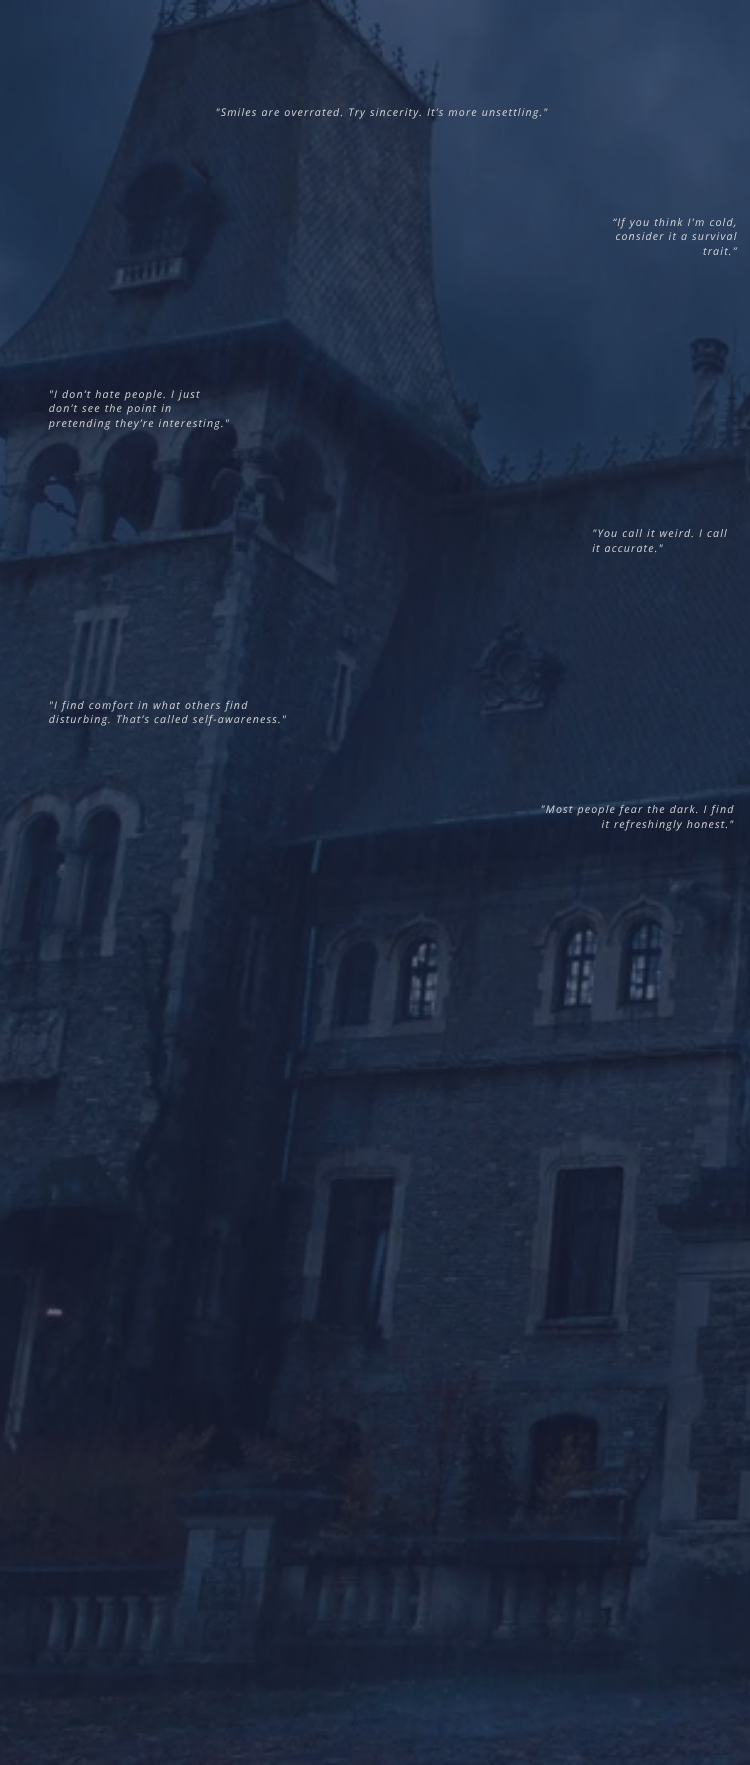 "Smiles are overrated. Try sincerity. It's more unsettling."
“If you think I'm cold,
consider it a survival
trait.”
"I don't hate people. I just
don't see the point in
pretending they're interesting."
"You call it weird. I call
it accurate."
"I find comfort in what others find
disturbing. That's called self-awareness."
"Most people fear the dark. I find
it refreshingly honest."